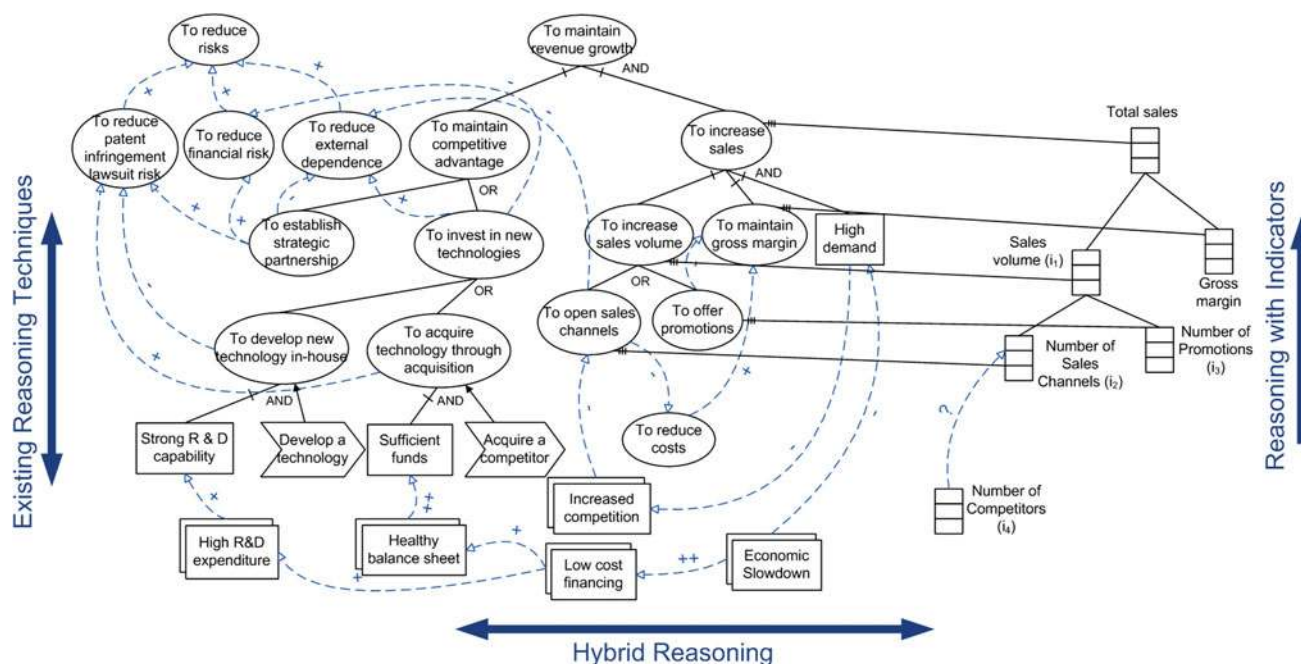 To reduce
risks
To maintain
revenue growth
AND
To reduce
patent
infringement
lawsuit risk
To reduce
financial risk
To reduce
external
dependence
To maintain
competitive
advantage
To increase
sales
Total sales
OR
AND
To establish
strategic
partnership
To invest in new
technologies
To increase
sales volume
To maintain
gross margin
High
demand
Sales
volume (i1)
Gross
margin
OR
OR
To open sales
channels
To offer
promotions
To develop new
technology in-house
To acquire
technology through
acquisition
Number of
Sales
Channels (i2)
Number of
Promotions
(i3)
AND
AND
Strong R & D
capability
Develop a
technology
Sufficient
funds
Acquire a
competitor
To reduce
costs
Increased
competition
Number of
Competitors
(i4)
High R&D
expenditure
Healthy
balance sheet
Low cost
financing
Economic
Slowdown
+
+
+
-
-
-
+
-
+
-
+
-
-
+
-
-
-
-
?
+
++
+
+
++
Existing Reasoning Techniques
Reasoning with Indicators
Hybrid Reasoning